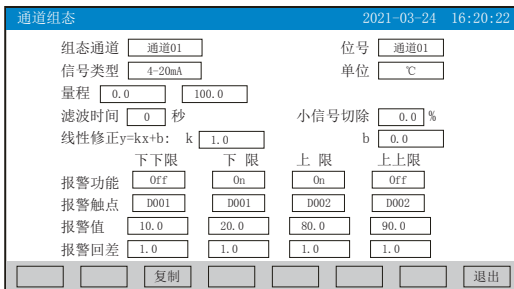 通道组态 2021-03-24 16:20:22
组态通道 通道01 位号 通道01
信号类型 4-20mA 单位 ℃
量程 0.0 100.0
滤波时间 0 秒 小信号切除 0.0 %
线性修正y=kx+b: k 1.0 b 0.0
下下限 下 限 上 限 上上限
报警功能 Off On On Off
报警触点 D001 D001 D002 D002
报警值 10.0 20.0 80.0 90.0
报警回差 1.0 1.0 1.0 1.0
复制 退出